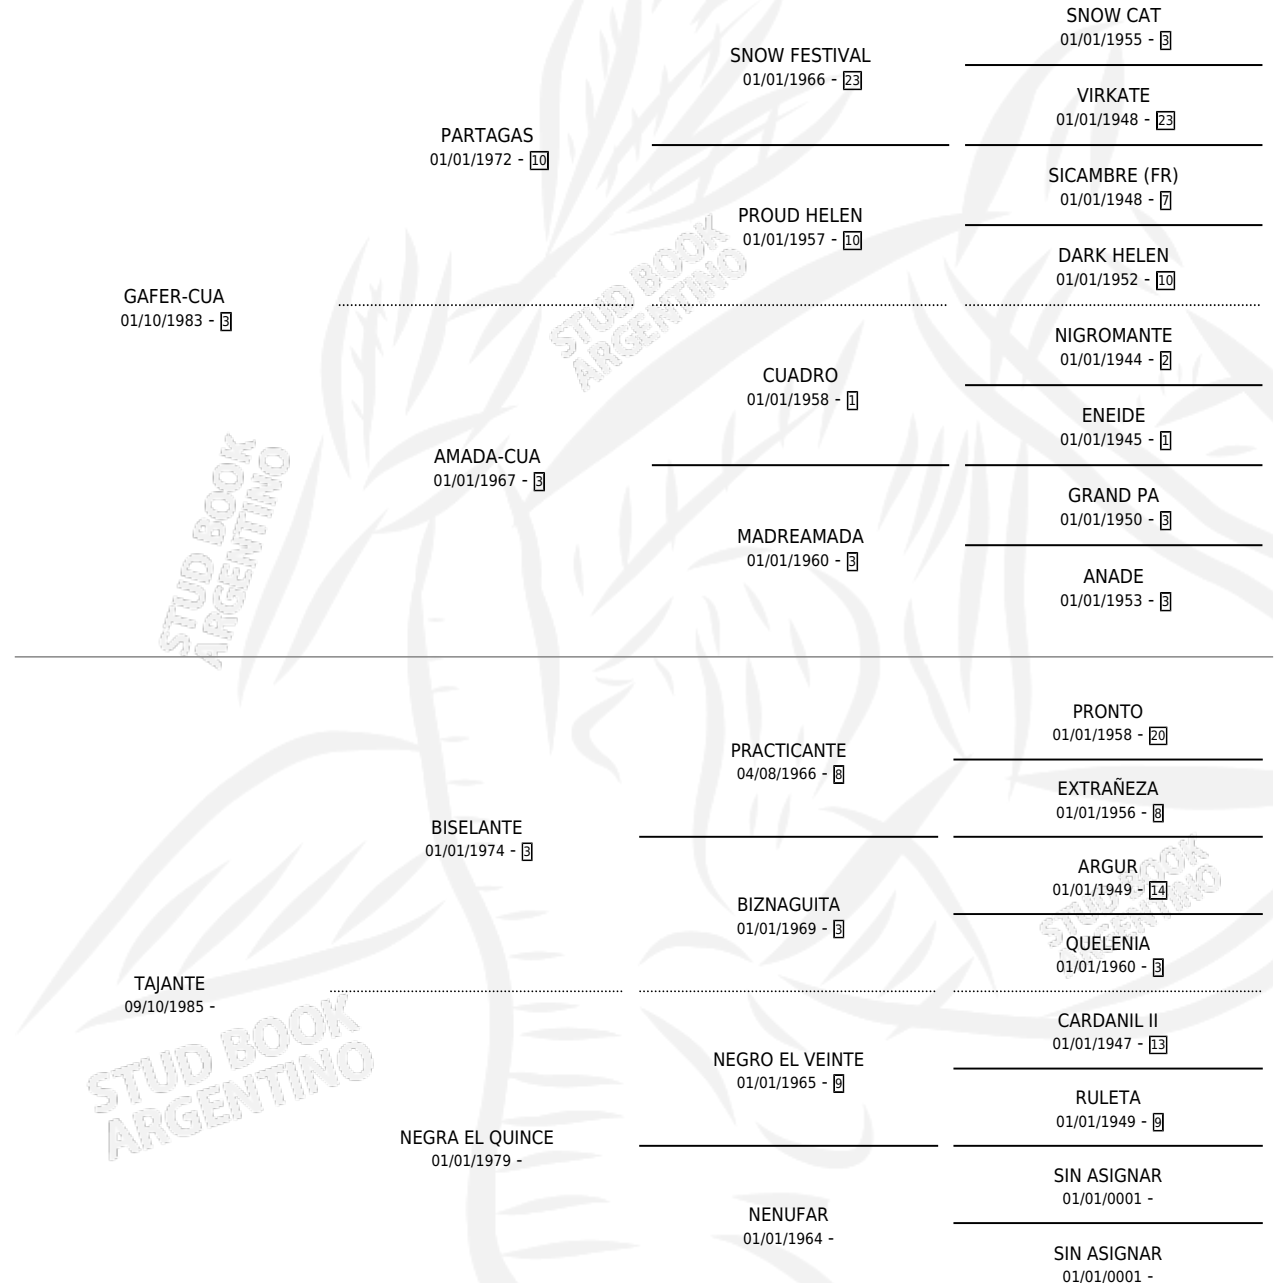 SNOW CAT
01/01/1955 - 3
SNOW FESTIVAL
01/01/1966 - 23
VIRKATE
01/01/1948 - 23
PARTAGAS
01/01/1972 - 10
SICAMBRE (FR)
01/01/1948 - 7
PROUD HELEN
01/01/1957 - 10
DARK HELEN
01/01/1952 - 10
GAFER-CUA
01/10/1983 - 3
NIGROMANTE
01/01/1944 - 2
CUADRO
01/01/1958 - 1
ENEIDE
01/01/1945 - 1
AMADA-CUA
01/01/1967 - 3
GRAND PA
01/01/1950 - 3
MADREAMADA
01/01/1960 - 3
ANADE
01/01/1953 - 3
PRONTO
01/01/1958 - 20
PRACTICANTE
04/08/1966 - 8
EXTRAÑEZA
01/01/1956 - 8
BISELANTE
01/01/1974 - 3
ARGUR
01/01/1949 - 14
BIZNAGUITA
01/01/1969 - 3
QUELENIA
01/01/1960 - 3
TAJANTE
09/10/1985 -
CARDANIL II
01/01/1947 - 13
NEGRO EL VEINTE
01/01/1965 - 9
RULETA
01/01/1949 - 9
NEGRA EL QUINCE
01/01/1979 -
SIN ASIGNAR
01/01/0001 -
NENUFAR
01/01/1964 -
SIN ASIGNAR
01/01/0001 -
STUD BOOK
ARGENTINO
STUD BOOK
ARGENTINO
STUD BOOK
ARGENTINO
STUD BOOK
ARGENTINO